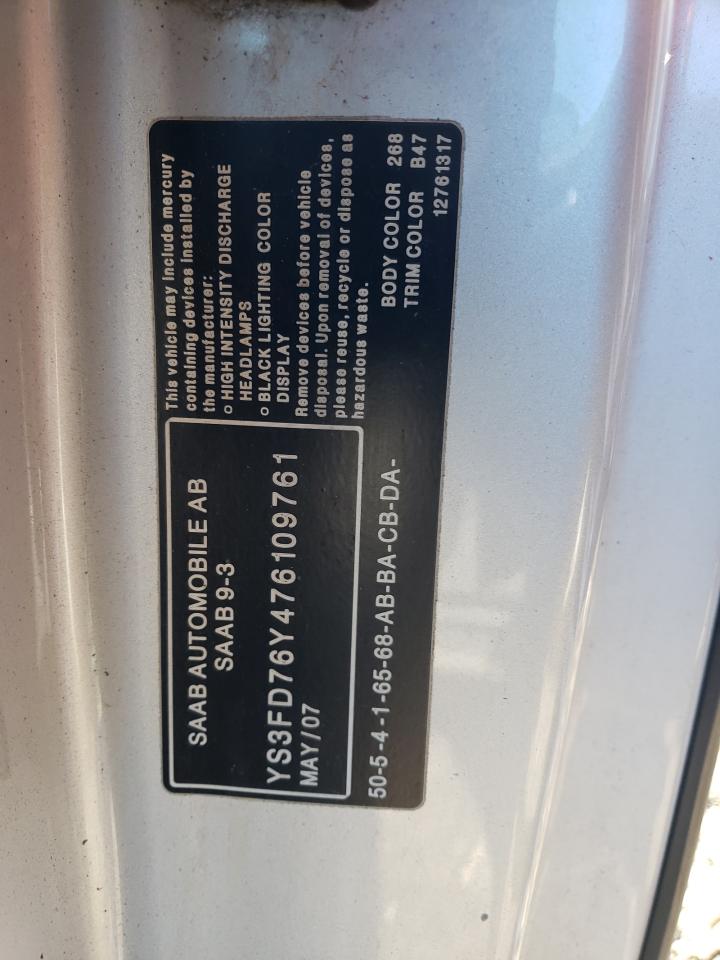 SAAB AUTOMOBILE AB
SAAB 9-3
YS3FD76Y476109761
MAY/07
This vehicle may include mercury
containing devices installed by
the manufacturer:
o HIGH INTENSITY DISCHARGE
HEADLAMPS
o BLACK LIGHTING COLOR
DISPLAY
Remove devices before vehicle
disposal. Upon removal of devices,
please reuse, recycle or dispose as
hazardous waste.
50-5-4-1-65-68-AB-BA-CB-DA-
BODY COLOR 268
TRIM COLOR B47
12761317